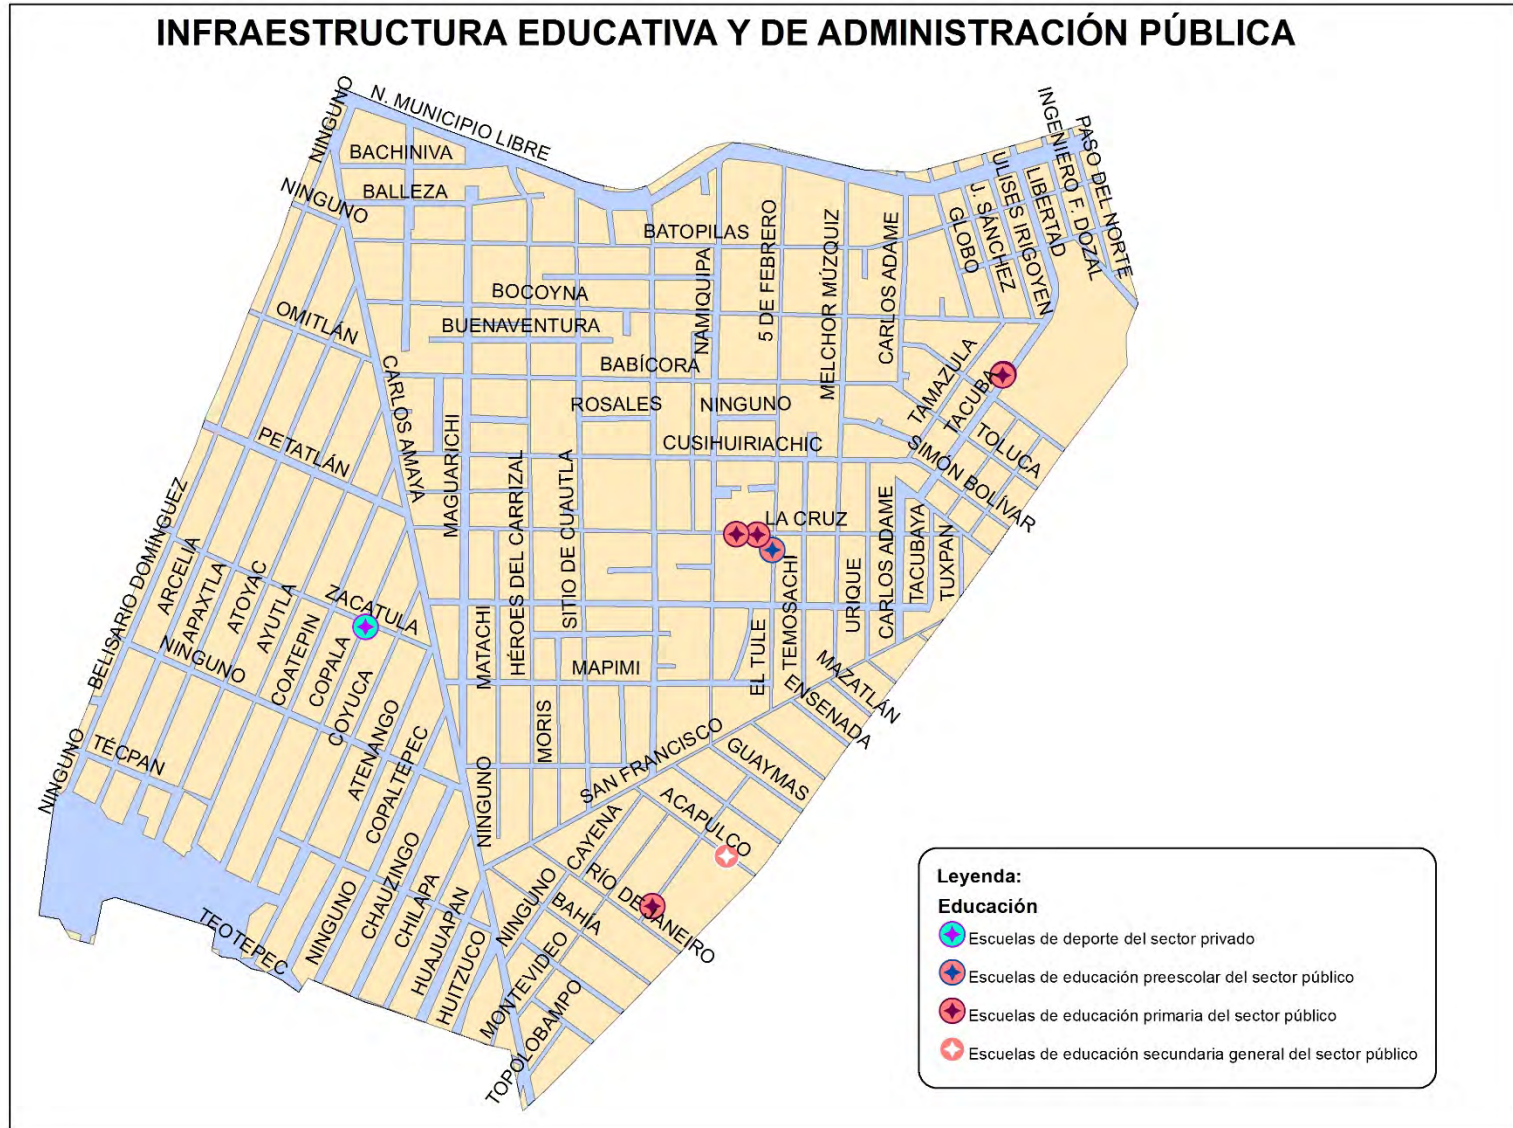 INFRAESTRUCTURA EDUCATIVA Y DE ADMINISTRACIÓN PÚBLICA
NINGUNO
N. MUNICIPIO LIBRE
INGENIERO F. DOZAL
PASO DEL NORTE
BACHINIVA
ULISES IRIGOYEN
LIBERTAD
BALLEZA
NINGUNO
J. SÁNCHEZ
GLOBO
BATOPILAS
5 DE FEBRERO
MELCHOR MÚZQUIZ
CARLOS ADAME
NAMIQUIPA
BOCOYNA
OMITLÁN
BUENAVENTURA
BABÍCORA
CARLOS AMAYA
TAMAZULA
TACUBA
ROSALES
NINGUNO
MAGUARICHI
CUSIHUIRIACHIC
TOLUCA
SIMÓN BOLÍVAR
PETATLÁN
HÉROES DEL CARRIZAL
SITIO DE CUAUTLA
LA CRUZ
BELISARIO DOMÍNGUEZ
ARCELIA
APAXTLA
ATOYAC
AYUTLA
COATEPIN
COPALA
ZACATULA
COYUCA
URIQUE
CARLOS ADAME
TACUBAYA
TUXPAN
TEMOSACHI
EL TULE
MATACHI
MAPIMI
NINGUNO
MAZATLÁN
ENSENADA
ATENANGO
COPALTEPEC
MORIS
SAN FRANCISCO
GUAYMAS
NINGUNO
TÉCPAN
NINGUNO
ACAPULCO
CAYENA
RÍO DE JANEIRO
BAHÍA
NINGUNO
NINGUNO
CHAUZINGO
CHILAPA
HUAJUAPAN
HUITZUCO
TEOTEPEC
MONTEVIDEO
TOPOLOBAMPO
Leyenda:
Educación
Escuelas de deporte del sector privado
Escuelas de educación preescolar del sector público
Escuelas de educación primaria del sector público
Escuelas de educación secundaria general del sector público